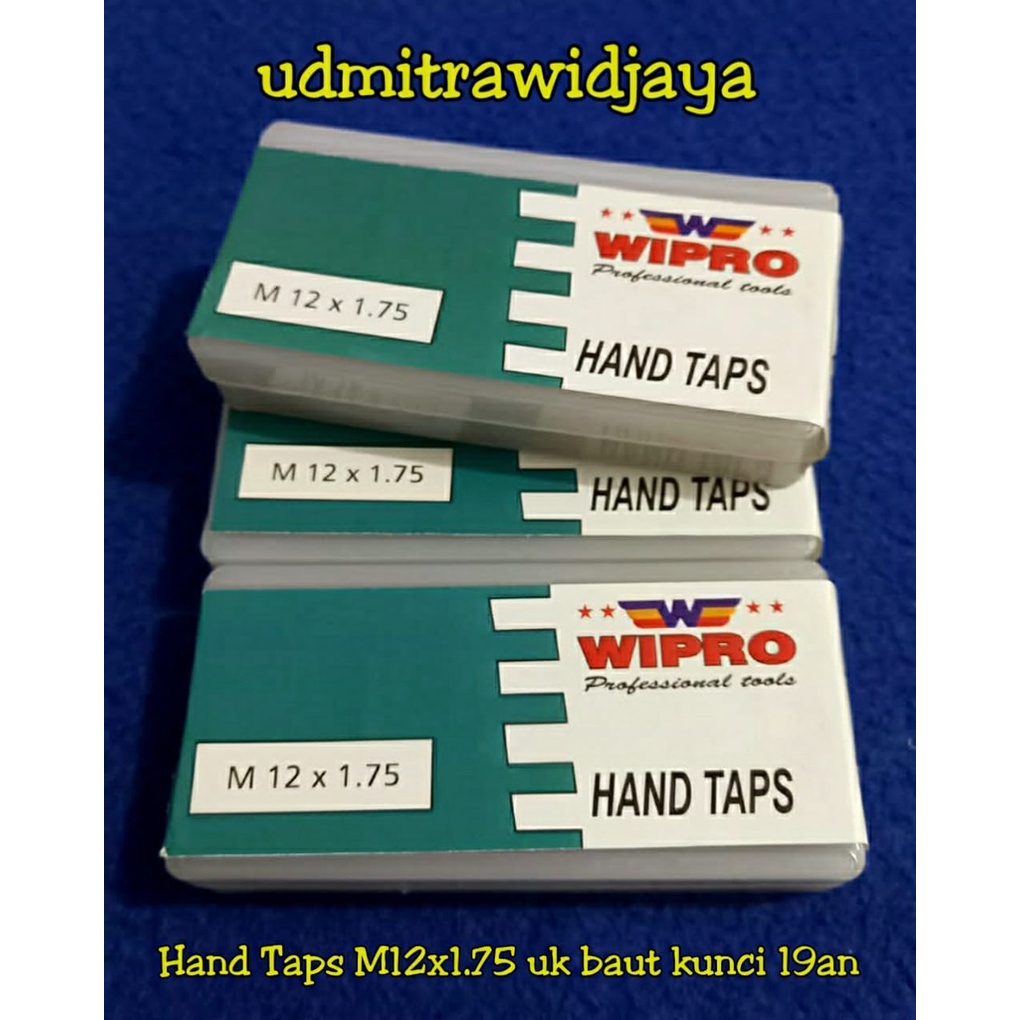 udmitrawidjaya
WIPRO
Professional tools
M 12 x 1.75
HAND TAPS
M 12 x 1.75
HAND TAPS
WIPRO
Professional tools
M 12 x 1.75
HAND TAPS
Hand Taps M12x1.75 uk baut kunci 19an